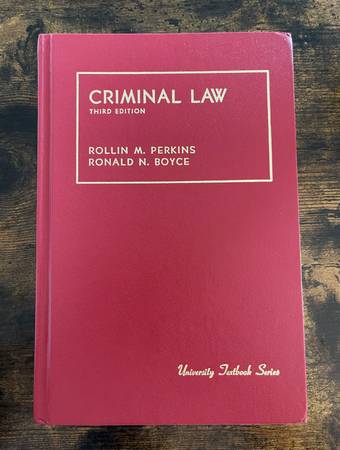 CRIMINAL LAW
THIRD EDITION
ROLLIN M. PERKINS
RONALD N. BOYCE
University Textbook Series